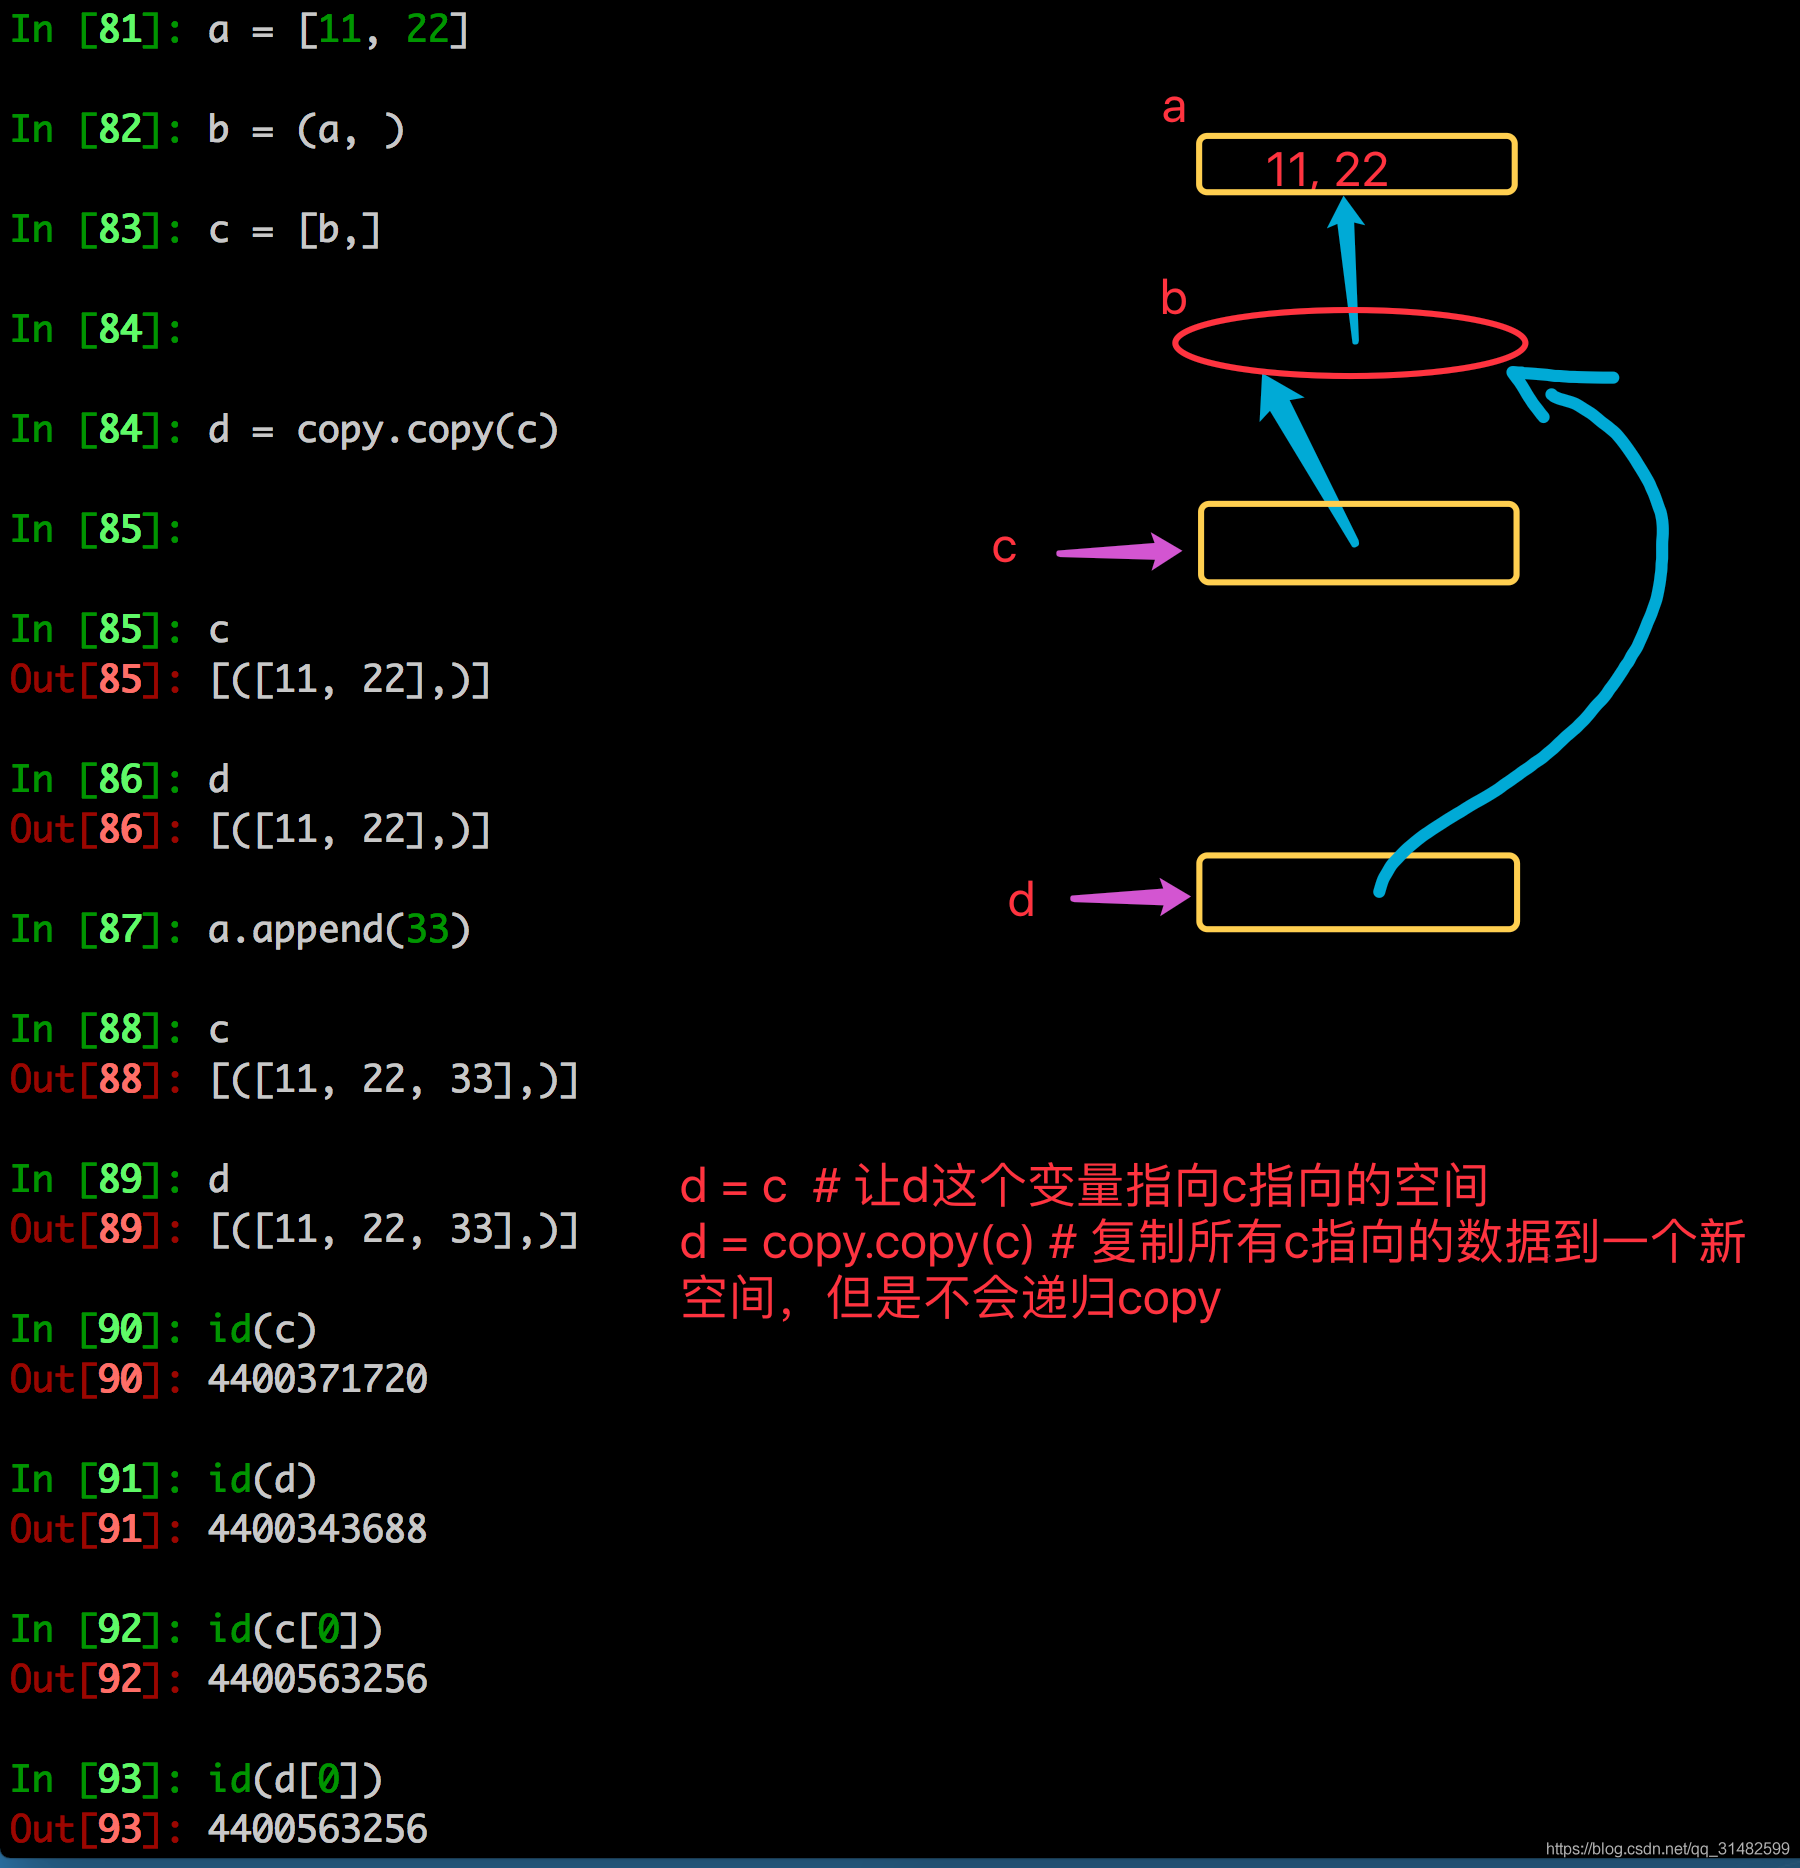 In [81]: a = [11, 22]
In [82]: b = (a, )
In [83]: c = [b,]
In [84]:
In [84]: d = copy.copy(c)
In [85]:
In [85]: c
Out[85]: [([11, 22],)]
In [86]: d
Out[86]: [([11, 22],)]
In [87]: a.append(33)
In [88]: c
Out[88]: [([11, 22, 33],)]
In [89]: d
Out[89]: [([11, 22, 33],)]
In [90]: id(c)
Out[90]: 4400371720
In [91]: id(d)
Out[91]: 4400343688
In [92]: id(c[0])
Out[92]: 4400563256
In [93]: id(d[0])
Out[93]: 4400563256
a
11, 22
b
c
d
d = c # 让d这个变量指向c指向的空间
d = copy.copy(c) # 复制所有c指向的数据到一个新
空间，但是不会递归copy
https://blog.csdn.net/qq_31482599